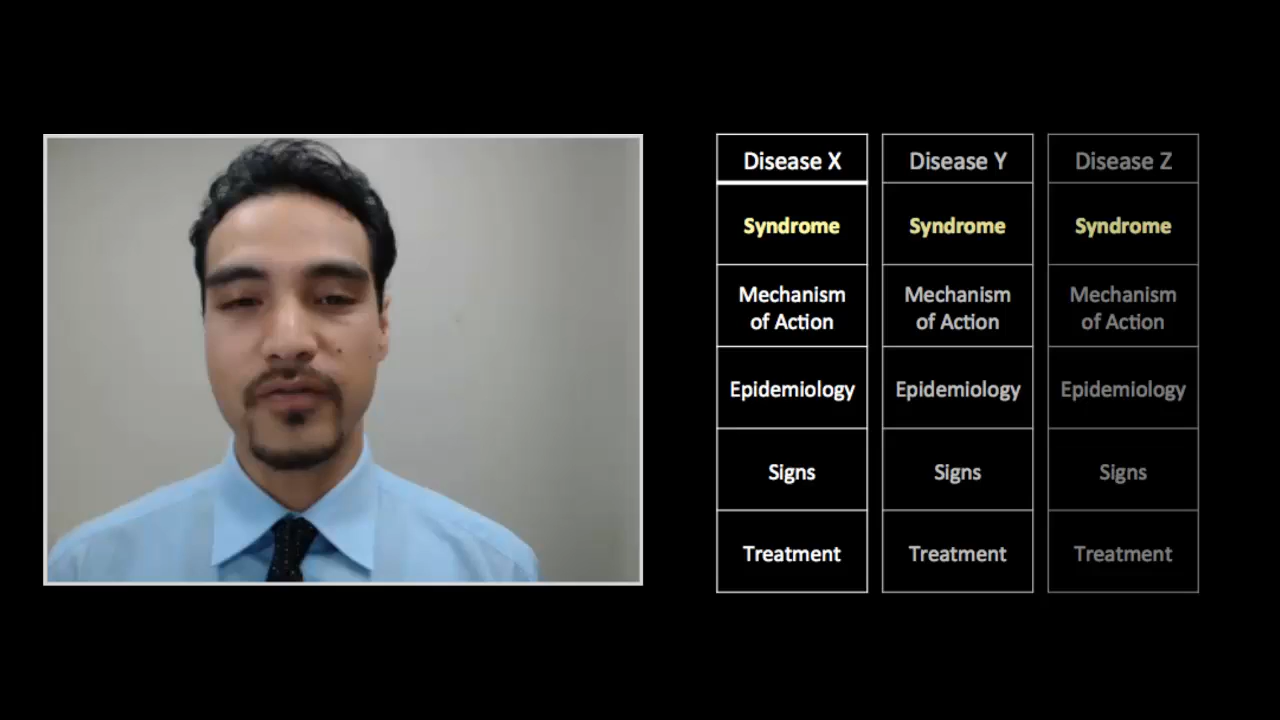 Disease X
Syndrome
Mechanism
of Action
Epidemiology
Signs
Treatment
Disease Y
Syndrome
Mechanism
of Action
Epidemiology
Signs
Treatment
Disease Z
Syndrome
Mechanism
of Action
Epidemiology
Signs
Treatment